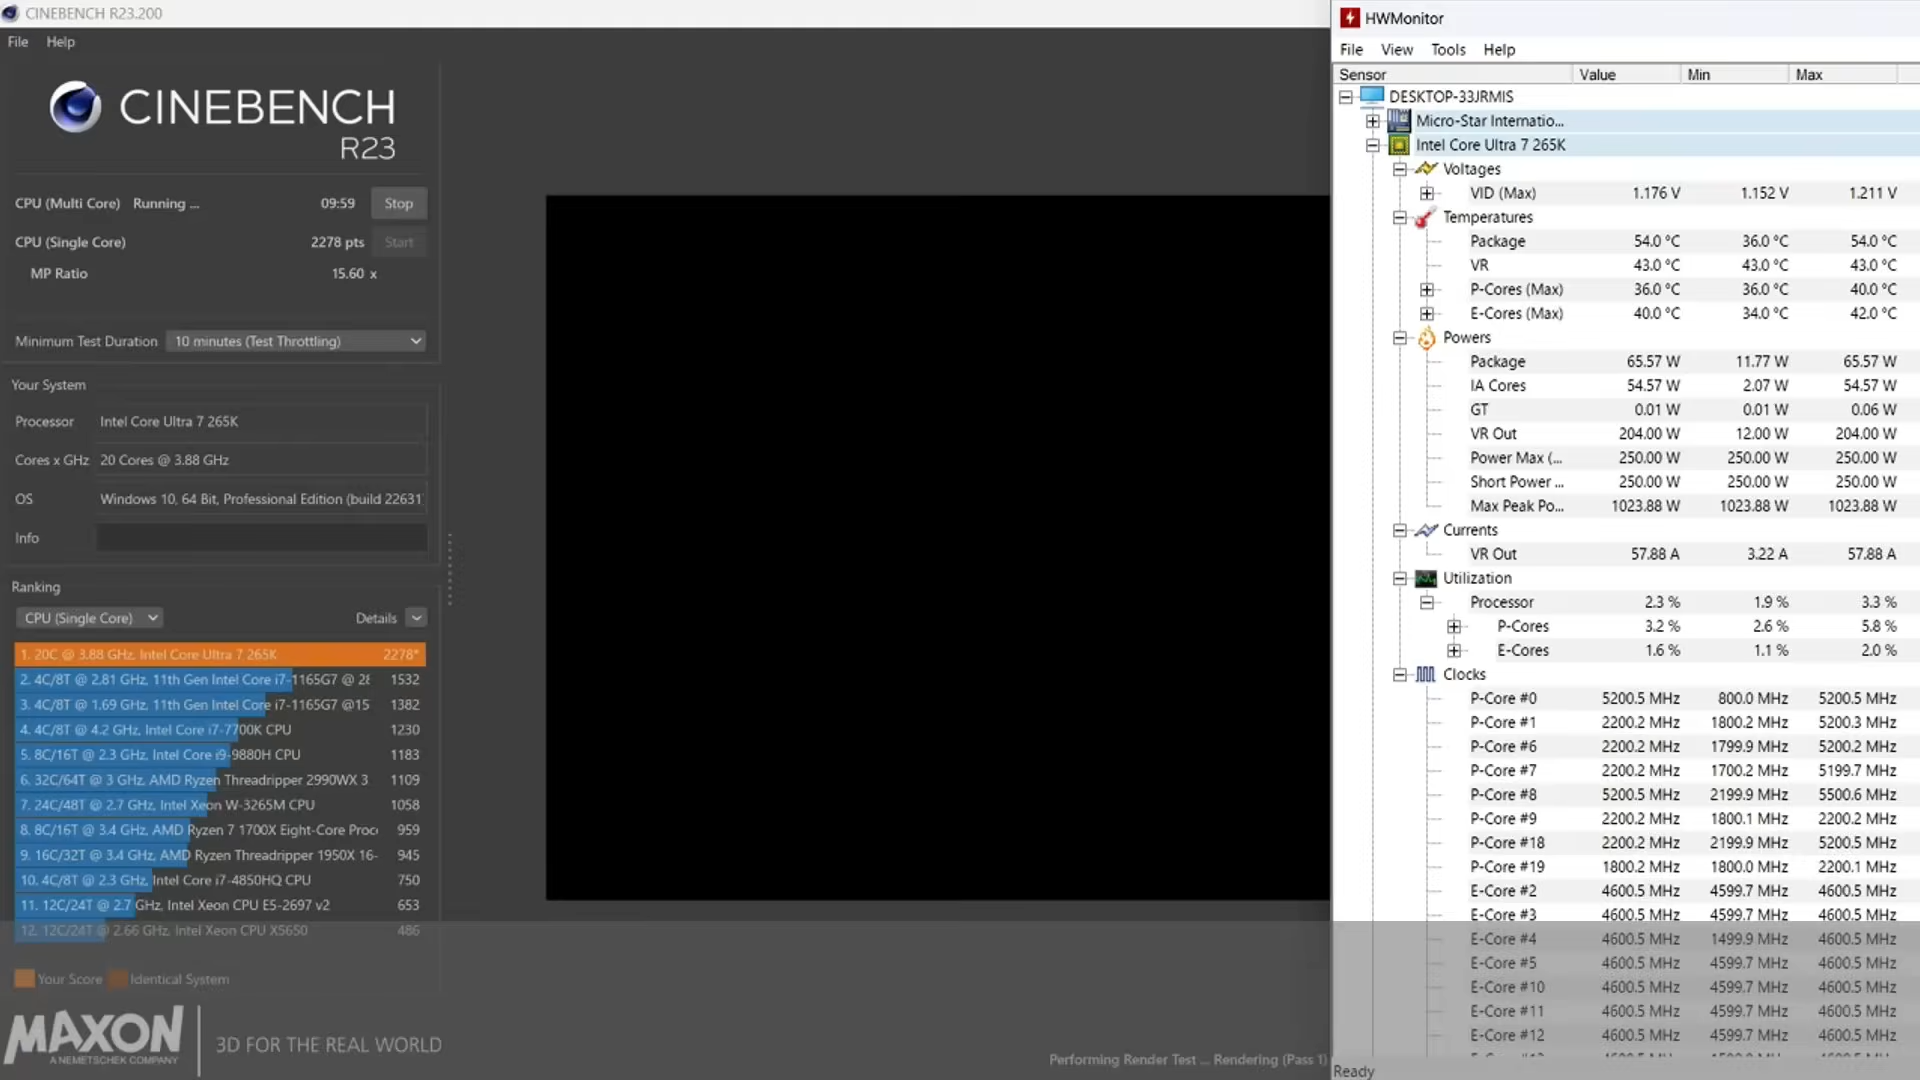 CINEBENCH R23.200
File Help
CINEBENCH
R23
CPU (Multi Core) Running ... 09:59 Stop
CPU (Single Core) 2278 pts Start
MP Ratio 15.60 x
Minimum Test Duration 10 minutes (Test Throttling)
Your System
Processor Intel Core Ultra 7 265K
Cores x GHz 20 Cores @ 3.88 GHz
OS Windows 10, 64 Bit, Professional Edition (build 22631)
Info
Ranking
CPU (Single Core) Details
1. 20C @ 3.88 GHz, Intel Core Ultra 7 265K 2278*
2. 4C/8T @ 2.81 GHz, 11th Gen Intel Core i7-1165G7 @ 28 1532
3. 4C/8T @ 1.69 GHz, 11th Gen Intel Core i7-1165G7 @15 1382
4. 4C/8T @ 4.2 GHz, Intel Core i7-7700K CPU 1230
5. 8C/16T @ 2.3 GHz, Intel Core i9-9880H CPU 1183
6. 32C/64T @ 3 GHz, AMD Ryzen Threadripper 2990WX 3 1109
7. 24C/48T @ 2.7 GHz, Intel Xeon W-3265M CPU 1058
8. 8C/16T @ 3.4 GHz, AMD Ryzen 7 1700X Eight-Core Proc 959
9. 16C/32T @ 3.4 GHz, AMD Ryzen Threadripper 1950X 16- 945
10. 4C/8T @ 2.3 GHz, Intel Core i7-4850HQ CPU 750
11. 12C/24T @ 2.7 GHz, Intel Xeon CPU E5-2697 v2 653
12. 12C/24T @ 2.66 GHz, Intel Xeon CPU X5650 486
Your Score Identical System
MAXON
A NEMETSCHEK COMPANY
3D FOR THE REAL WORLD
Performing Render Test ... Rendering (Pass 1)
HWMonitor
File View Tools Help
Sensor Value Min Max
DESKTOP-33JRMIS
Micro-Star Internatio...
Intel Core Ultra 7 265K
Voltages
VID (Max) 1.176 V 1.152 V 1.211 V
Temperatures
Package 54.0 °C 36.0 °C 54.0 °C
VR 43.0 °C 43.0 °C 43.0 °C
P-Cores (Max) 36.0 °C 36.0 °C 40.0 °C
E-Cores (Max) 40.0 °C 34.0 °C 42.0 °C
Powers
Package 65.57 W 11.77 W 65.57 W
IA Cores 54.57 W 2.07 W 54.57 W
GT 0.01 W 0.01 W 0.06 W
VR Out 204.00 W 12.00 W 204.00 W
Power Max (... 250.00 W 250.00 W 250.00 W
Short Power ... 250.00 W 250.00 W 250.00 W
Max Peak Po... 1023.88 W 1023.88 W 1023.88 W
Currents
VR Out 57.88 A 3.22 A 57.88 A
Utilization
Processor 2.3 % 1.9 % 3.3 %
P-Cores 3.2 % 2.6 % 5.8 %
E-Cores 1.6 % 1.1 % 2.0 %
Clocks
P-Core #0 5200.5 MHz 800.0 MHz 5200.5 MHz
P-Core #1 2200.2 MHz 1800.2 MHz 5200.3 MHz
P-Core #6 2200.2 MHz 1799.9 MHz 5200.2 MHz
P-Core #7 2200.2 MHz 1700.2 MHz 5199.7 MHz
P-Core #8 5200.5 MHz 2199.9 MHz 5500.6 MHz
P-Core #9 2200.2 MHz 1800.1 MHz 2200.2 MHz
P-Core #18 2200.2 MHz 2199.9 MHz 5200.5 MHz
P-Core #19 1800.2 MHz 1800.0 MHz 2200.1 MHz
E-Core #2 4600.5 MHz 4599.7 MHz 4600.5 MHz
E-Core #3 4600.5 MHz 4599.7 MHz 4600.5 MHz
E-Core #4 4600.5 MHz 1499.9 MHz 4600.5 MHz
E-Core #5 4600.5 MHz 4599.7 MHz 4600.5 MHz
E-Core #10 4600.5 MHz 4599.7 MHz 4600.5 MHz
E-Core #11 4600.5 MHz 4599.7 MHz 4600.5 MHz
E-Core #12 4600.5 MHz 4599.7 MHz 4600.5 MHz
Ready